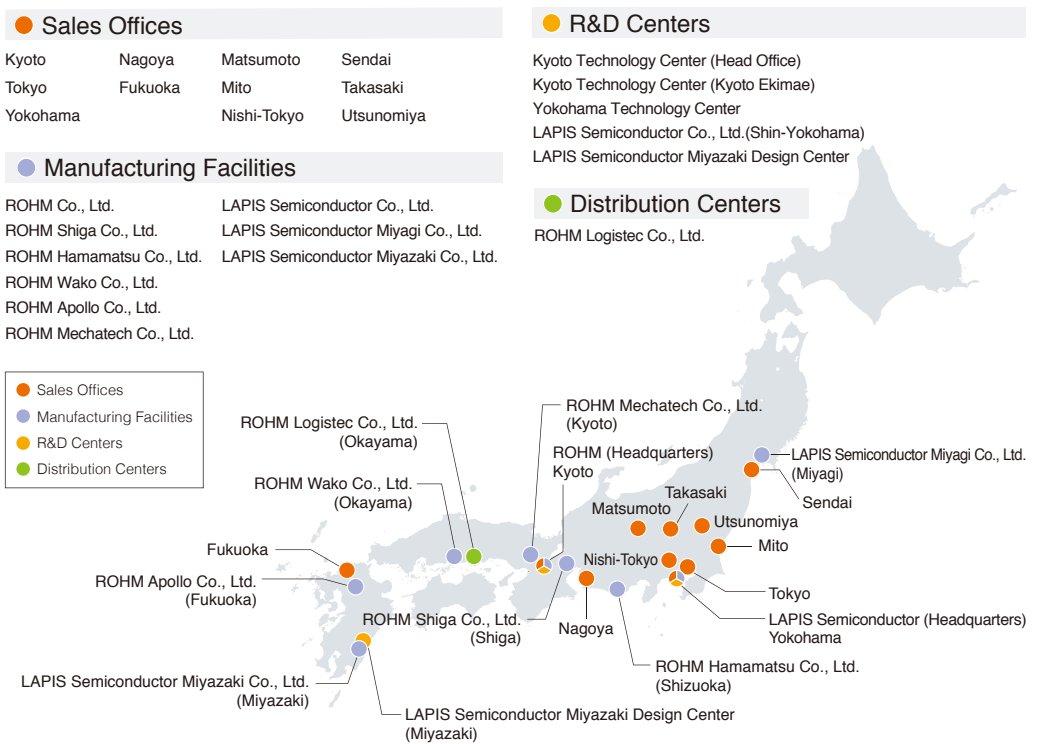 Sales Offices
Kyoto Nagoya Matsumoto Sendai
Tokyo Fukuoka Mito Takasaki
Yokohama Nishi-Tokyo Utsunomiya
Manufacturing Facilities
ROHM Co., Ltd. LAPIS Semiconductor Co., Ltd.
ROHM Shiga Co., Ltd. LAPIS Semiconductor Miyagi Co., Ltd.
ROHM Hamamatsu Co., Ltd. LAPIS Semiconductor Miyazaki Co., Ltd.
ROHM Wako Co., Ltd.
ROHM Apollo Co., Ltd.
ROHM Mechatech Co., Ltd.
R&D Centers
Kyoto Technology Center (Head Office)
Kyoto Technology Center (Kyoto Ekimae)
Yokohama Technology Center
LAPIS Semiconductor Co., Ltd.(Shin-Yokohama)
LAPIS Semiconductor Miyazaki Design Center
Distribution Centers
ROHM Logistec Co., Ltd.
Sales Offices
Manufacturing Facilities
R&D Centers
Distribution Centers
ROHM Logistec Co., Ltd.
(Okayama)
ROHM Wako Co., Ltd.
(Okayama)
Fukuoka
ROHM Apollo Co., Ltd.
(Fukuoka)
ROHM Shiga Co., Ltd.
(Shiga)
LAPIS Semiconductor Miyazaki Co., Ltd.
(Miyazaki)
LAPIS Semiconductor Miyazaki Design Center
(Miyazaki)
ROHM Mechatech Co., Ltd.
(Kyoto)
ROHM (Headquarters)
Kyoto
LAPIS Semiconductor Miyagi Co., Ltd.
(Miyagi)
Sendai
Takasaki
Matsumoto
Utsunomiya
Mito
Nishi-Tokyo
Tokyo
LAPIS Semiconductor (Headquarters)
Yokohama
Nagoya
ROHM Hamamatsu Co., Ltd.
(Shizuoka)